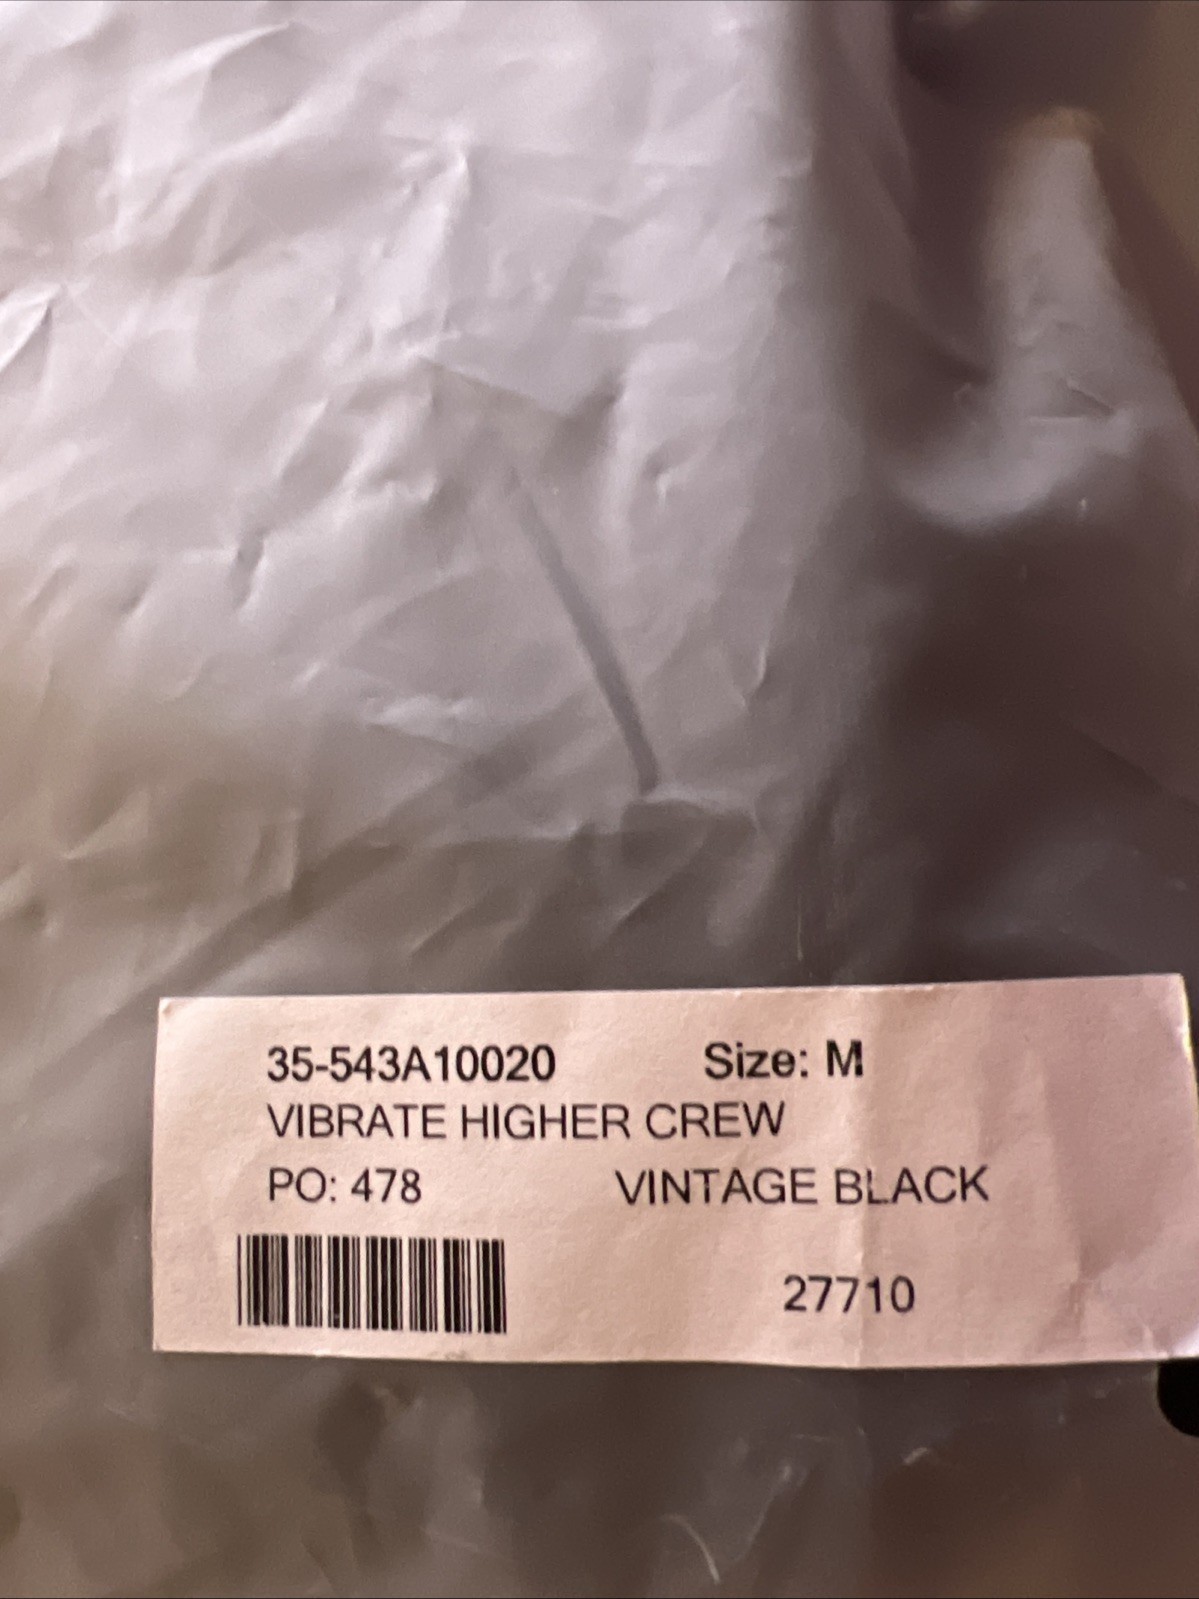 35-543A10020 Size: M
VIBRATE HIGHER CREW
PO: 478 VINTAGE BLACK
27710